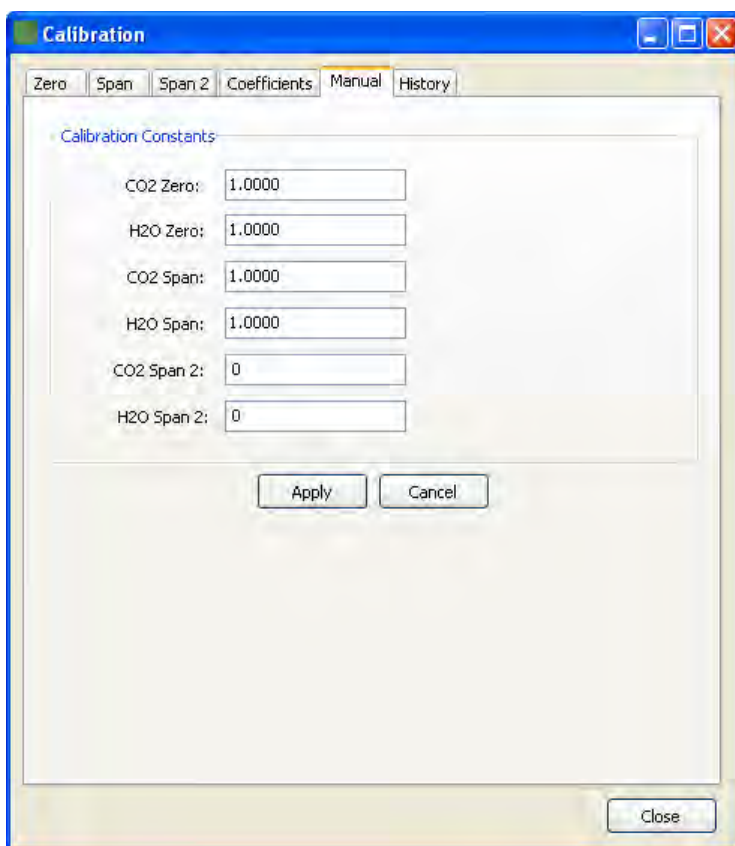 Calibration
Zero Span Span 2 Coefficients Manual History
Calibration Constants
CO2 Zero: 1.0000
H2O Zero: 1.0000
CO2 Span: 1.0000
H2O Span: 1.0000
CO2 Span 2: 0
H2O Span 2: 0
Apply Cancel
Close